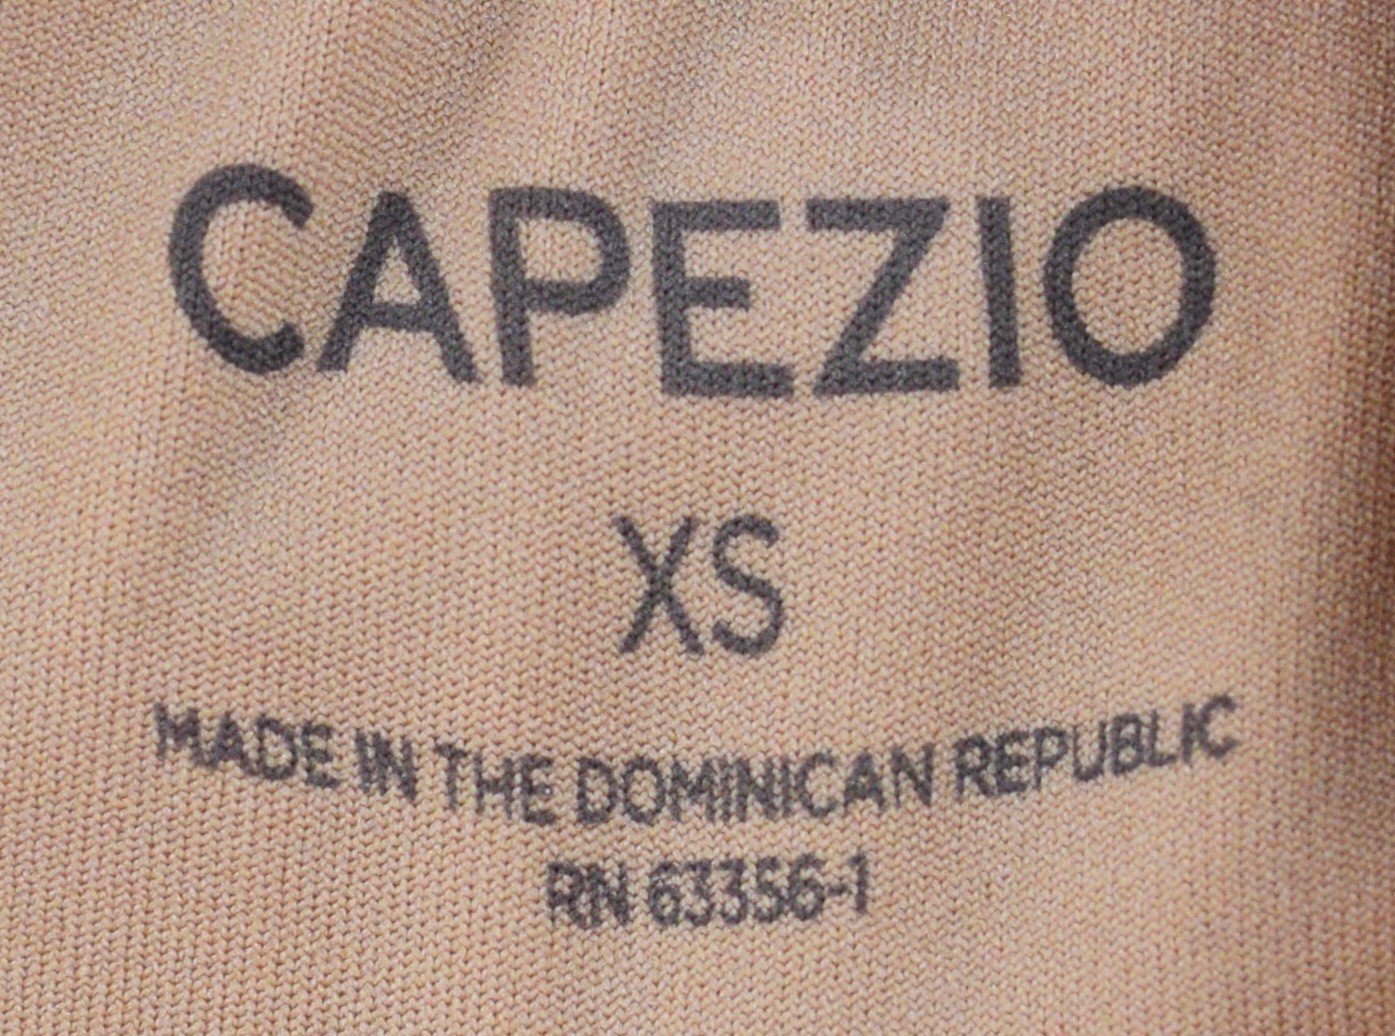 CAPEZIO
XS
MADE IN THE DOMINICAN REPUBLIC
RN 63356-1